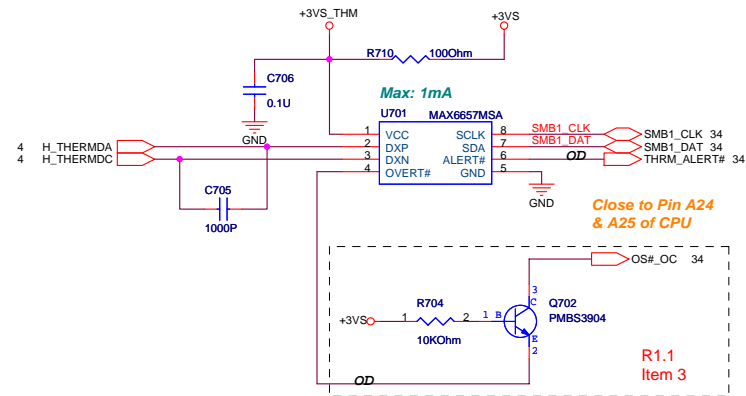 +3VS_THM
+3VS
R710
100Ohm
C706
0.1U
GND
Max: 1mA
U701 MAX6657MSA
1 VCC SCLK 8 SMB1_CLK SMB1_CLK 34
2 DXP SDA 7 SMB1_DAT SMB1_DAT 34
3 DXN ALERT# 6 OD THRM_ALERT# 34
4 OVERT# GND 5
4 H_THERMDA
4 H_THERMDC
GND
C705
1000P
Close to Pin A24
& A25 of CPU
OS#_OC 34
3
C
R704
Q702
+3VS 1 2 1 B PMBS3904
10KOhm
E
2
R1.1
Item 3
OD